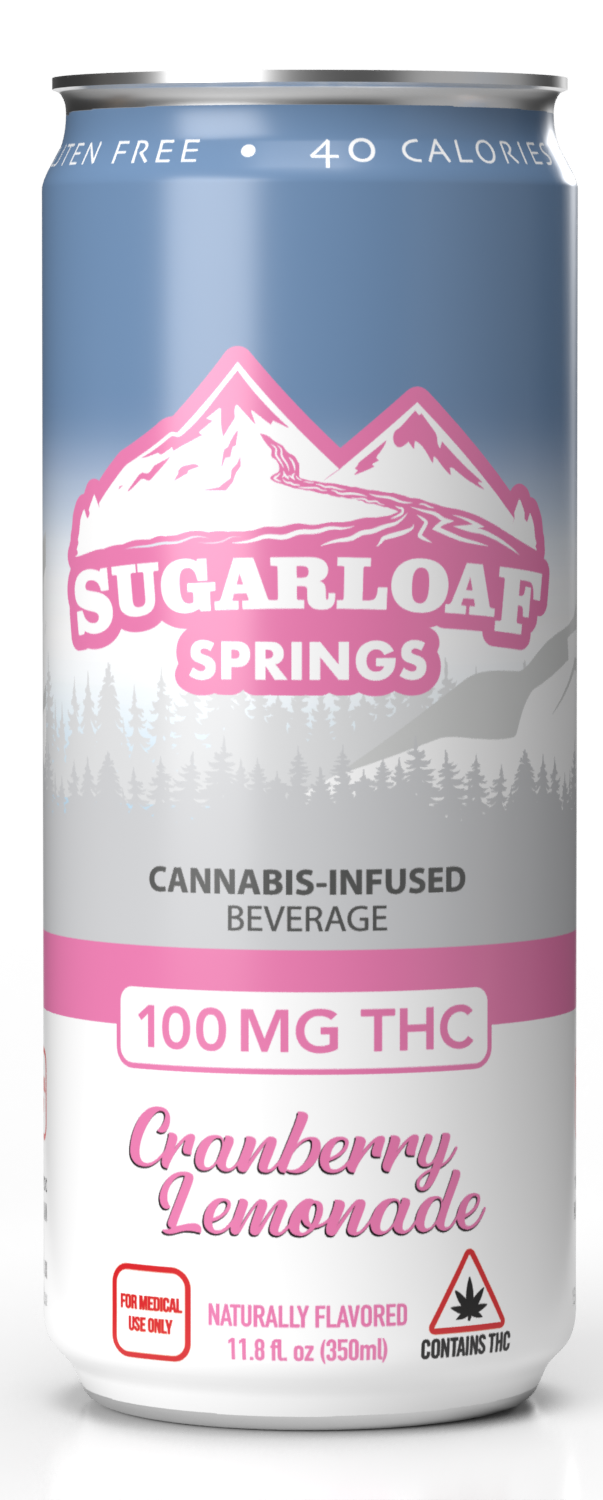 FREE • 40 CALORIES
SUGARLOAF
SPRINGS
CANNABIS-INFUSED
BEVERAGE
100 MG THC
Cranberry
Lemonade
FOR MEDICAL
USE ONLY
NATURALLY FLAVORED
11.8 fl. oz (350ml)
CONTAINS THC